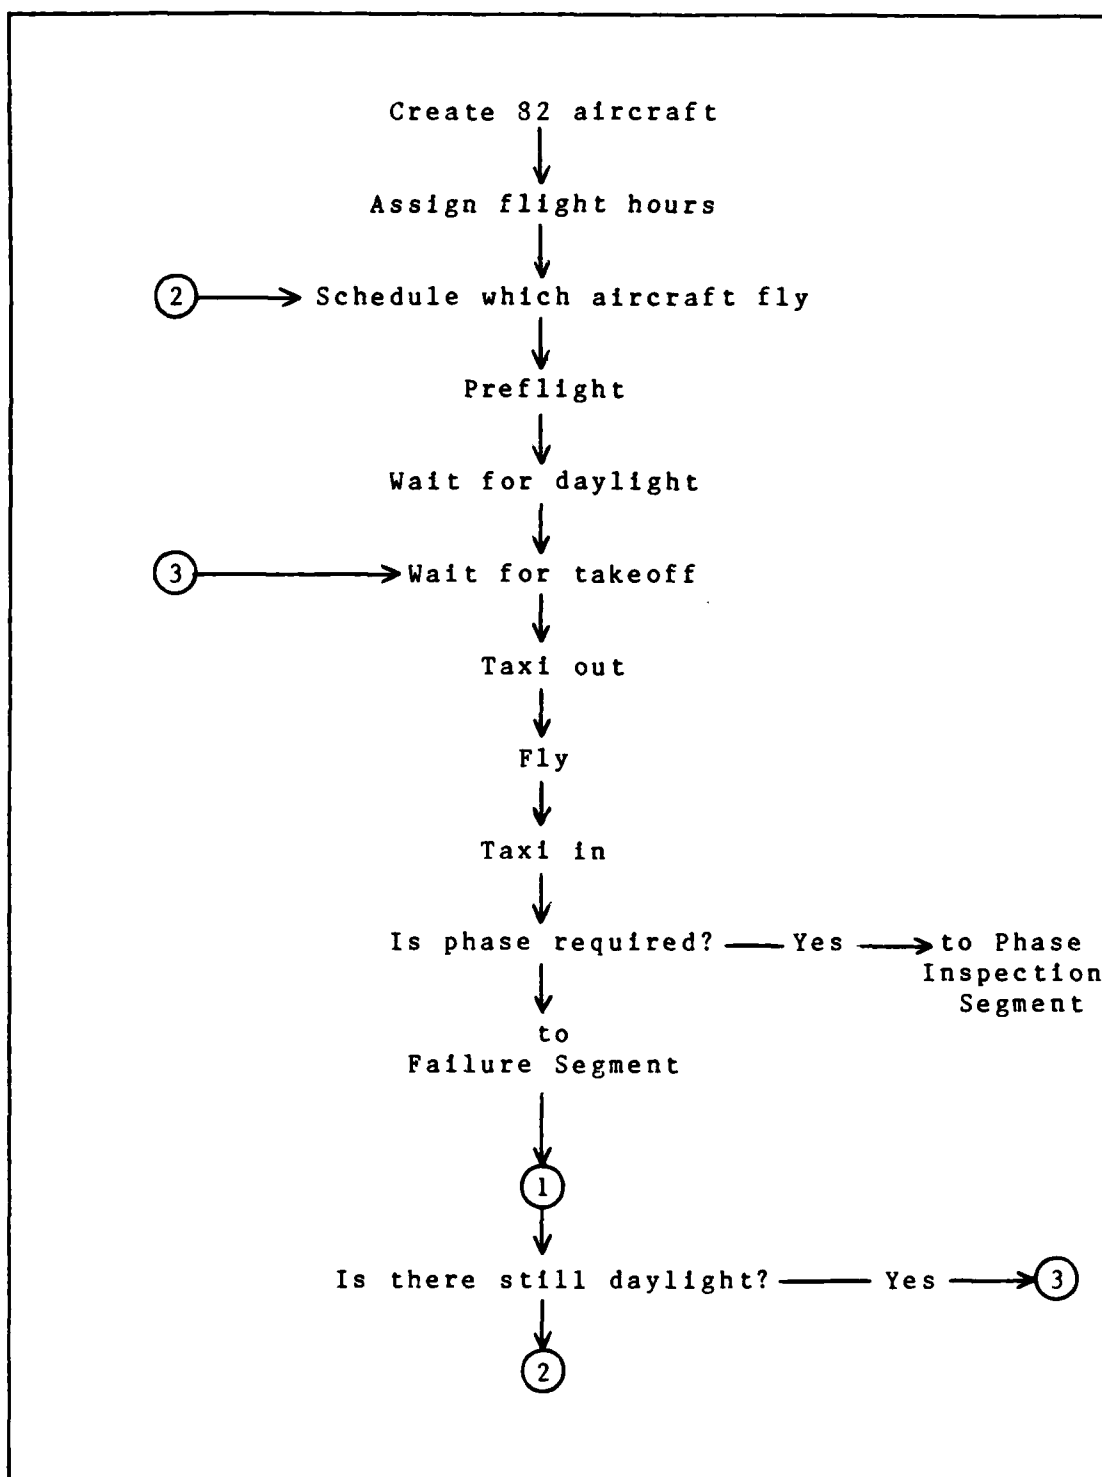 Create 82 aircraft
Assign flight hours
2 Schedule which aircraft fly
Preflight
Wait for daylight
3 Wait for takeoff
Taxi out
Fly
Taxi in
Is phase required? Yes to Phase
Inspection
Segment
to
Failure Segment
1
Is there still daylight? Yes 3
2